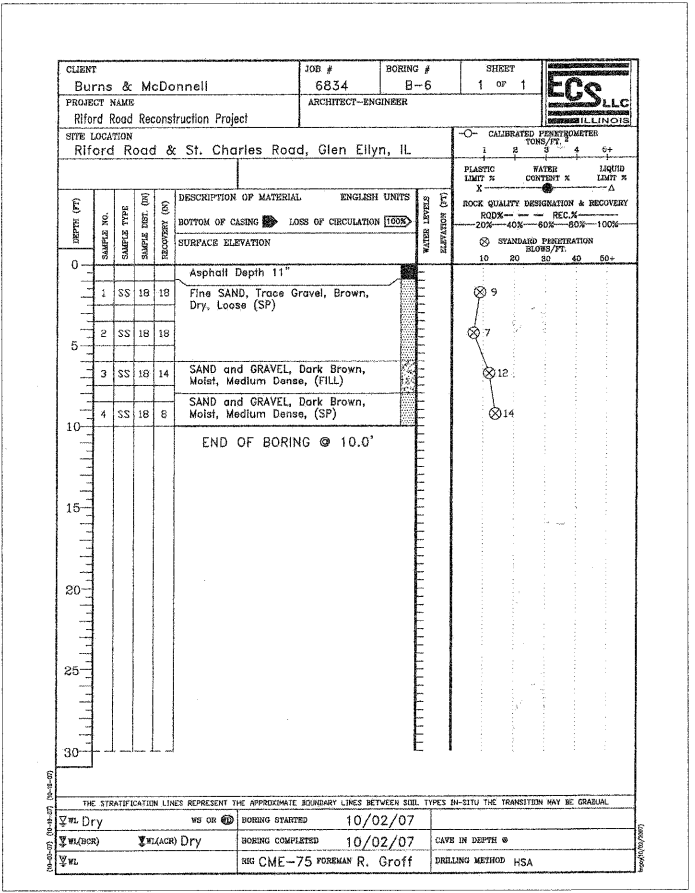 CLIENT JOB # BORING # SHEET
Burns & McDonnell 6834 B-6 1 OF 1
ECS LLC
ILLINOIS
PROJECT NAME ARCHITECT-ENGINEER
Riford Road Reconstruction Project
SITE LOCATION
Riford Road & St. Charles Road, Glen Ellyn, IL
-O- CALIBRATED PENETROMETER
TONS/FT.²
1 2 3 4 5+
PLASTIC WATER LIQUID
LIMIT % CONTENT % LIMIT %
X Δ
ROCK QUALITY DESIGNATION & RECOVERY
RQD%— — — REC.%———
20%—40%—60%—80%—100%
⊗ STANDARD PENETRATION
BLOWS/FT.
10 20 30 40 50+
DEPTH (FT)
SAMPLE NO.
SAMPLE TYPE
SAMPLE DIST. (IN)
RECOVERY (IN)
DESCRIPTION OF MATERIAL ENGLISH UNITS
BOTTOM OF CASING LOSS OF CIRCULATION 100%
SURFACE ELEVATION
WATER LEVELS
ELEVATION (FT)
0
Asphalt Depth 11"
1 SS 18 18 Fine SAND, Trace Gravel, Brown, 9
Dry, Loose (SP)
2 SS 18 18 7
5
3 SS 18 14 SAND and GRAVEL, Dark Brown, 12
Moist, Medium Dense, (FILL)
SAND and GRAVEL, Dark Brown,
4 SS 18 8 Moist, Medium Dense, (SP) 14
10
END OF BORING @ 10.0'
15
20
25
30
THE STRATIFICATION LINES REPRESENT THE APPROXIMATE BOUNDARY LINES BETWEEN SOIL TYPES IN-SITU THE TRANSITION MAY BE GRADUAL
WL Dry WS OR WD BORING STARTED 10/02/07
WL(BCR) WL(ACR) Dry BORING COMPLETED 10/02/07 CAVE IN DEPTH @
WL RIG CME-75 FOREMAN R. Groff DRILLING METHOD HSA